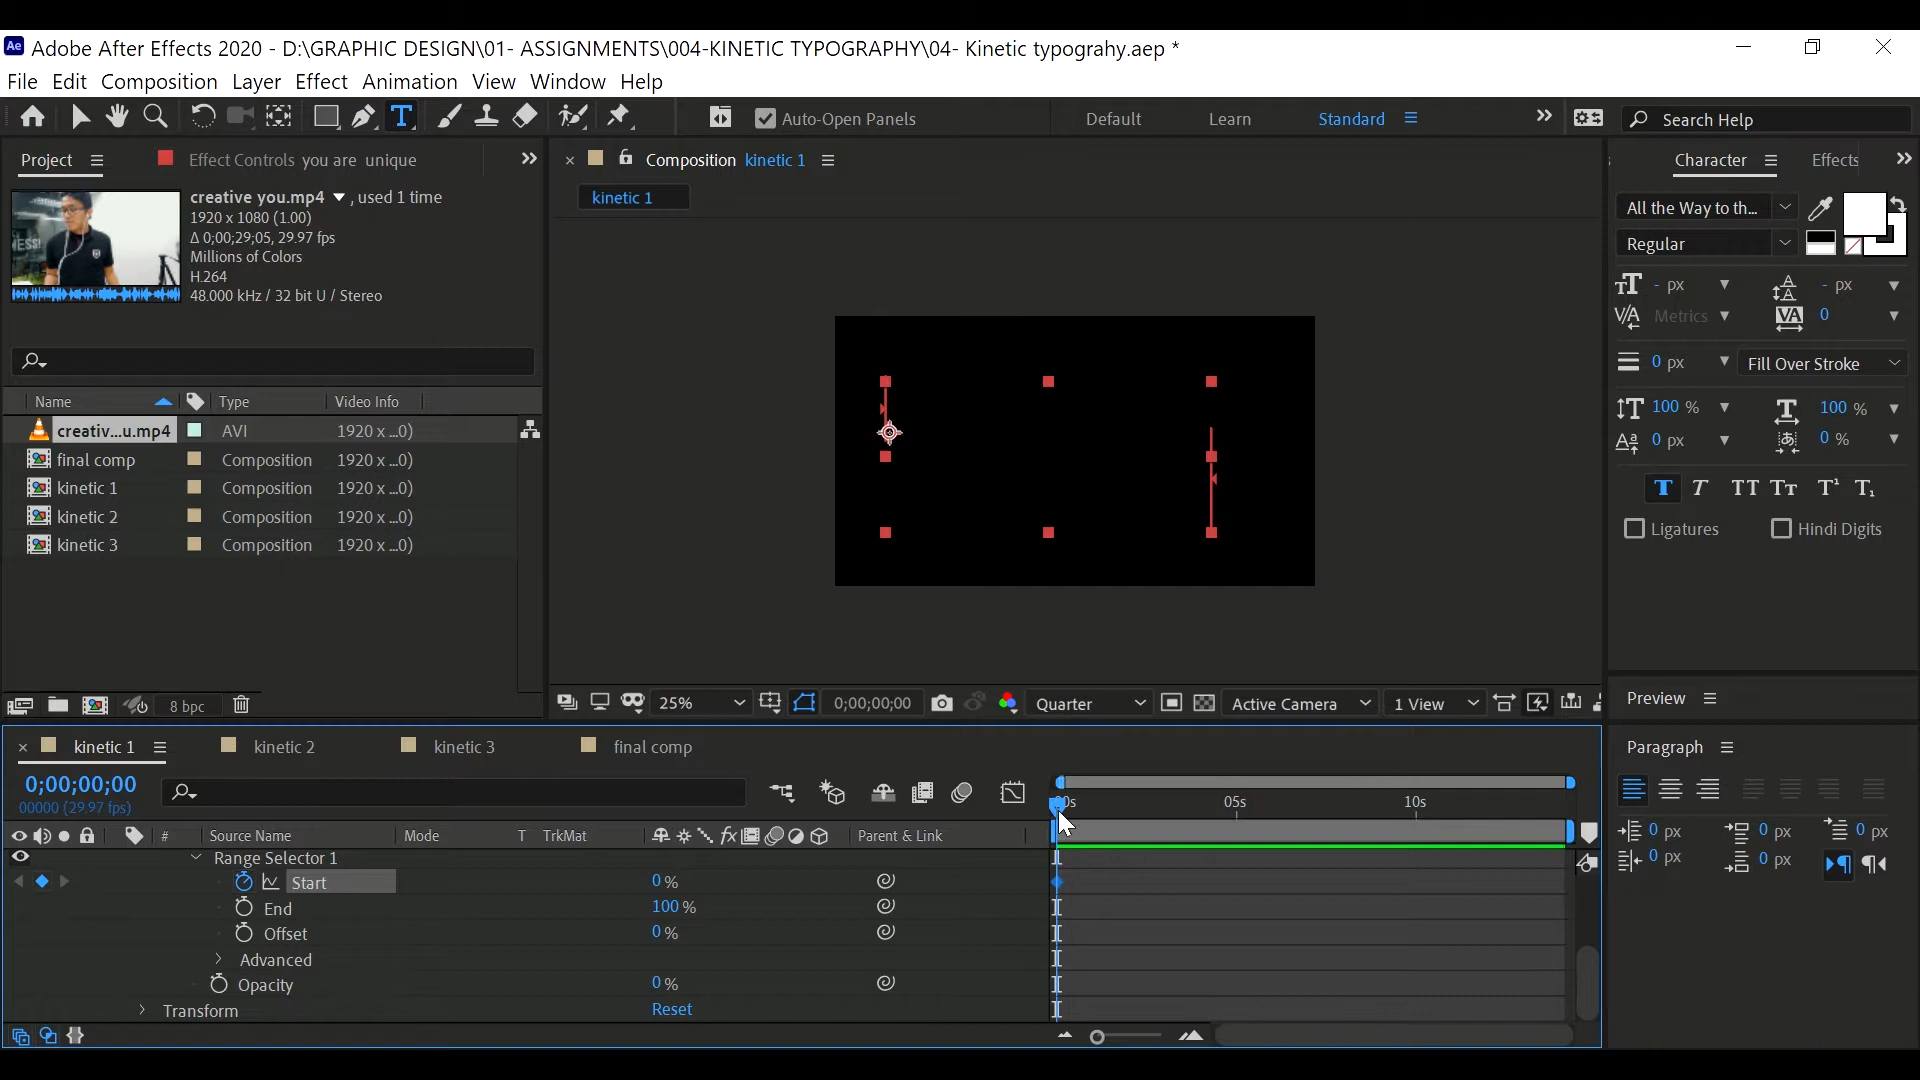 Ae Adobe After Effects 2020 - D:\GRAPHIC DESIGN\01- ASSIGNMENTS\004-KINETIC TYPOGRAPHY\04- Kinetic typograhy.aep *
File Edit Composition Layer Effect Animation View Window Help
T Auto-Open Panels Default Learn Standard Search Help
Project Effect Controls you are unique
creative you.mp4 , used 1 time
1920 x 1080 (1.00)
Δ 0;00;29;05, 29.97 fps
Millions of Colors
H.264
48.000 kHz / 32 bit U / Stereo
Name Type Video Info
creativ...u.mp4 AVI 1920 x ...0)
final comp Composition 1920 x ...0)
kinetic 1 Composition 1920 x ...0)
kinetic 2 Composition 1920 x ...0)
kinetic 3 Composition 1920 x ...0)
8 bpc
Composition kinetic 1
kinetic 1
25% 0;00;00;00 Quarter Active Camera 1 View
Character Effects
All the Way to th...
Regular
- px - px
Metrics 0
0 px Fill Over Stroke
100 % 100 %
0 px 0 %
T T TT Tт T¹ T₁
Ligatures Hindi Digits
Preview
Paragraph
0 px 0 px 0 px
0 px 0 px
kinetic 1 kinetic 2 kinetic 3 final comp
0;00;00;00
00000 (29.97 fps)
00s 05s 10s
# Source Name Mode T TrkMat fx Parent & Link
Range Selector 1
Start 0 %
End 100 %
Offset 0 %
Advanced
Opacity 0 %
Transform Reset